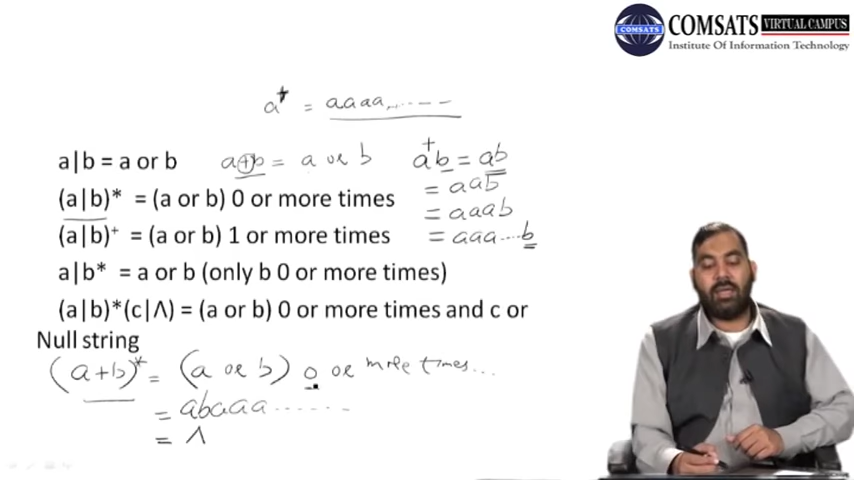 COMSATS VIRTUAL CAMPUS
COMSATS
Institute Of Information Technology
a⁺ = aaaa,.....
a|b = a or b a+b = a or b a⁺b = ab
(a|b)* = (a or b) 0 or more times = aab
= aaab
(a|b)⁺ = (a or b) 1 or more times = aaa...b
a|b* = a or b (only b 0 or more times)
(a|b)*(c|Λ) = (a or b) 0 or more times and c or
Null string
(a+b)* = (a or b) 0 or more times...
= abaaa.......
= Λ